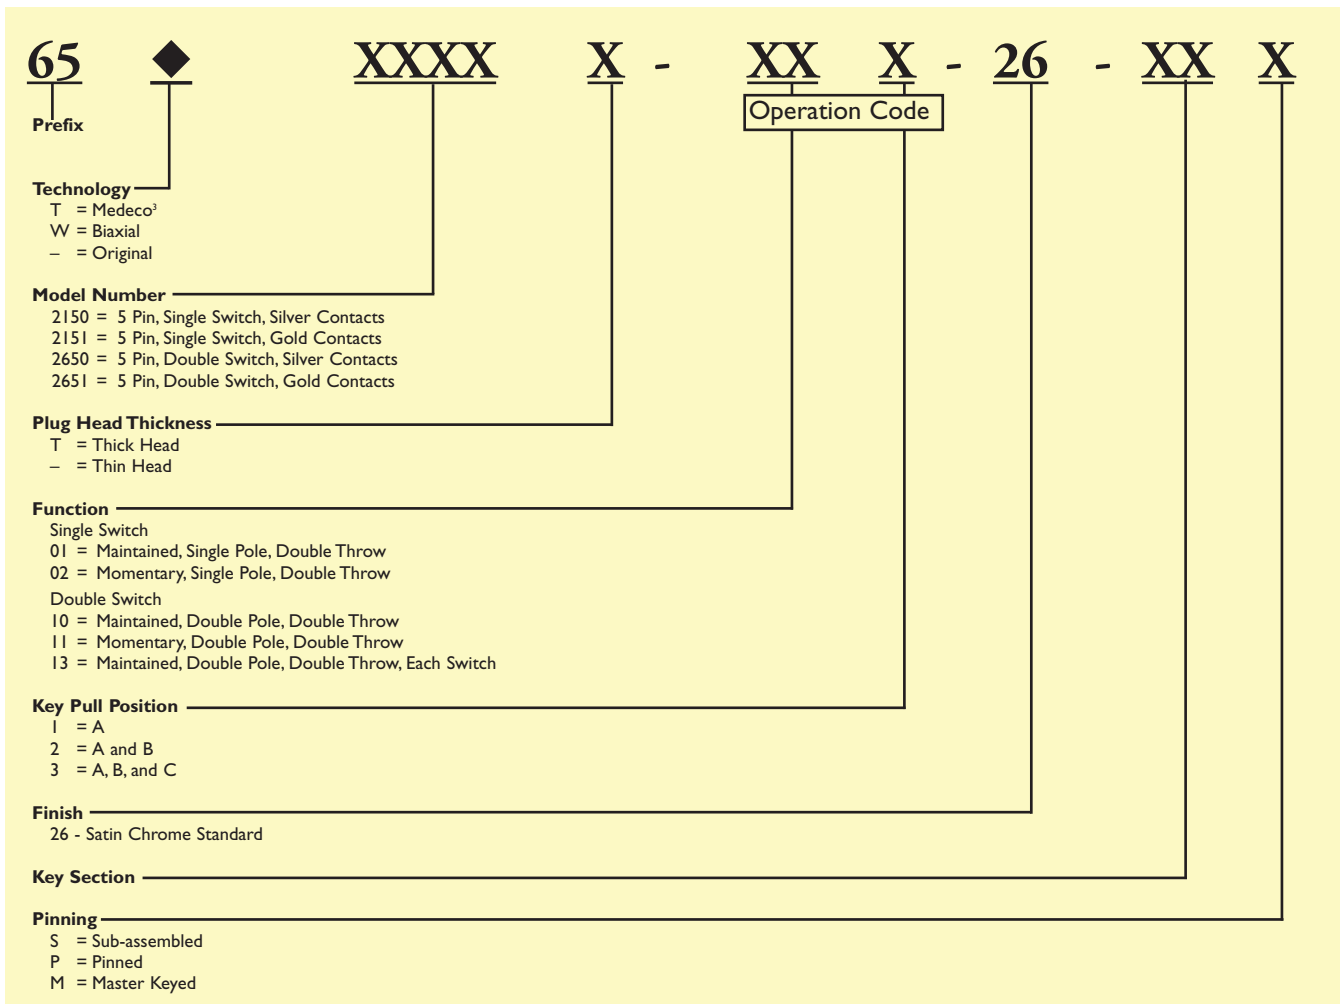 65 ◆ XXXX X - XX X - 26 - XX X
Operation Code
Prefix
Technology
T = Medeco³
W = Biaxial
– = Original
Model Number
2150 = 5 Pin, Single Switch, Silver Contacts
2151 = 5 Pin, Single Switch, Gold Contacts
2650 = 5 Pin, Double Switch, Silver Contacts
2651 = 5 Pin, Double Switch, Gold Contacts
Plug Head Thickness
T = Thick Head
– = Thin Head
Function
Single Switch
01 = Maintained, Single Pole, Double Throw
02 = Momentary, Single Pole, Double Throw
Double Switch
10 = Maintained, Double Pole, Double Throw
11 = Momentary, Double Pole, Double Throw
13 = Maintained, Double Pole, Double Throw, Each Switch
Key Pull Position
1 = A
2 = A and B
3 = A, B, and C
Finish
26 - Satin Chrome Standard
Key Section
Pinning
S = Sub-assembled
P = Pinned
M = Master Keyed